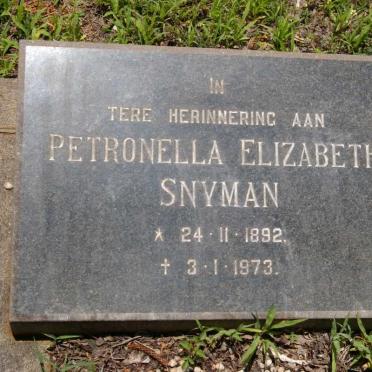 IN
TERE HERINNERING AAN
PETRONELLA ELIZABETH
SNYMAN
* 24·11·1892.
† 3·1·1973.